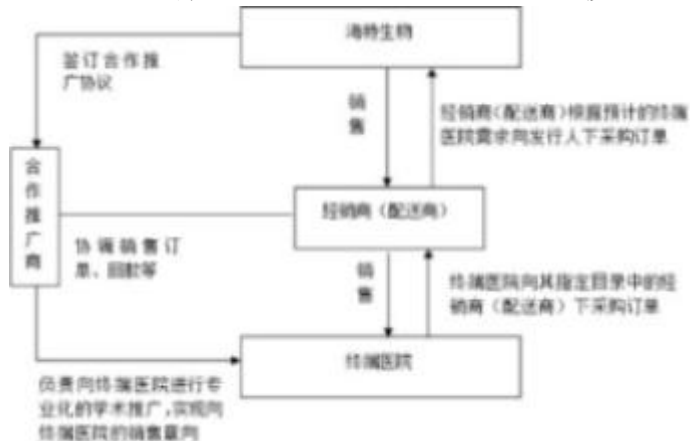 海特生物
签订合作推
广协议
销
售
经销商(配送商)根据预计的终端
医院需求向发行人下采购订单
合
作
推
广
商
经销商（配送商）
协调销售订
单、回款等
销
售
终端医院向其指定目录中的经
销商（配送商）下采购订单
终端医院
负责向终端医院进行专
业化的学术推广,实现向
终端医院的销售意向